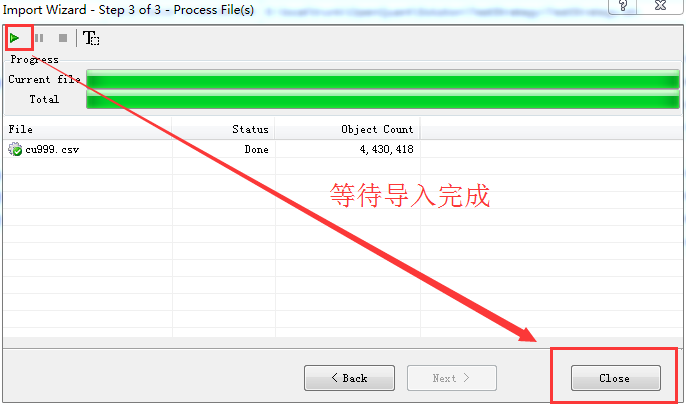 Import Wizard - Step 3 of 3 - Process File(s)
Progress
Current file
Total
File Status Object Count
cu999.csv Done 4,430,418
等待导入完成
< Back Next > Close